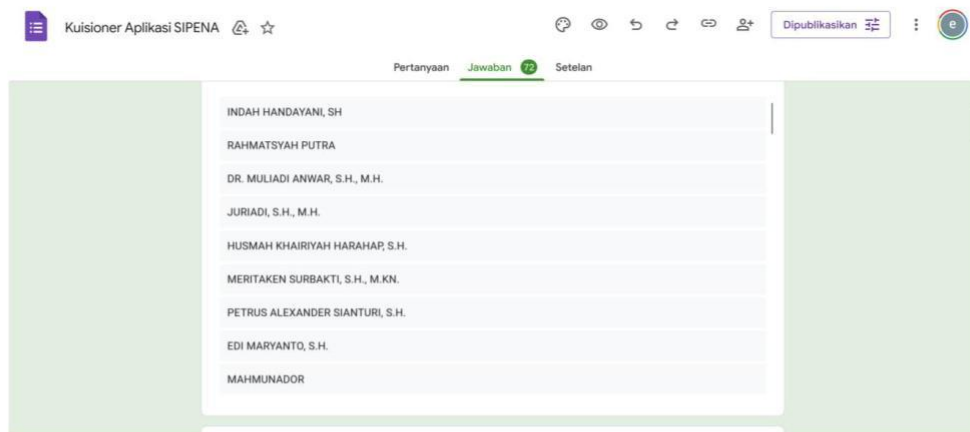 Kuisioner Aplikasi SIPENA
Dipublikasikan
e
Pertanyaan Jawaban 72 Setelan
INDAH HANDAYANI, SH
RAHMATSYAH PUTRA
DR. MULIADI ANWAR, S.H., M.H.
JURIADI, S.H., M.H.
HUSMAH KHAIRIYAH HARAHAP, S.H.
MERITAKEN SURBAKTI, S.H., M.KN.
PETRUS ALEXANDER SIANTURI, S.H.
EDI MARYANTO, S.H.
MAHMUNADOR